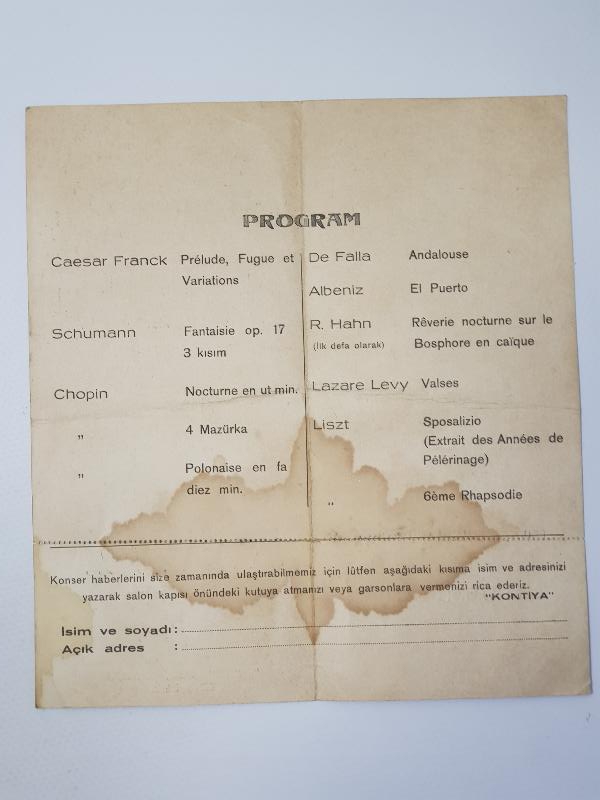 PROGRAM
Caesar Franck Prélude, Fugue et
Variations
Schumann Fantaisie op. 17
3 kısım
Chopin Nocturne en ut min.
„ 4 Mazürka
„ Polonaise en fa
diez min.
De Falla Andalouse
Albeniz El Puerto
R. Hahn Rêverie nocturne sur le
(İlk defa olarak) Bosphore en caïque
Lazare Levy Valses
Liszt Sposalizio
(Extrait des Années de
Pélérinage)
„ 6ème Rhapsodie
Konser haberlerini size zamanında ulaştırabilmemiz için lûtfen aşağıdaki kısıma isim ve adresinizi
yazarak salon kapısı önündeki kutuya atmanızı veya garsonlara vermenizi rica ederiz.
"KONTİYA"
Isim ve soyadı :
Açık adres :